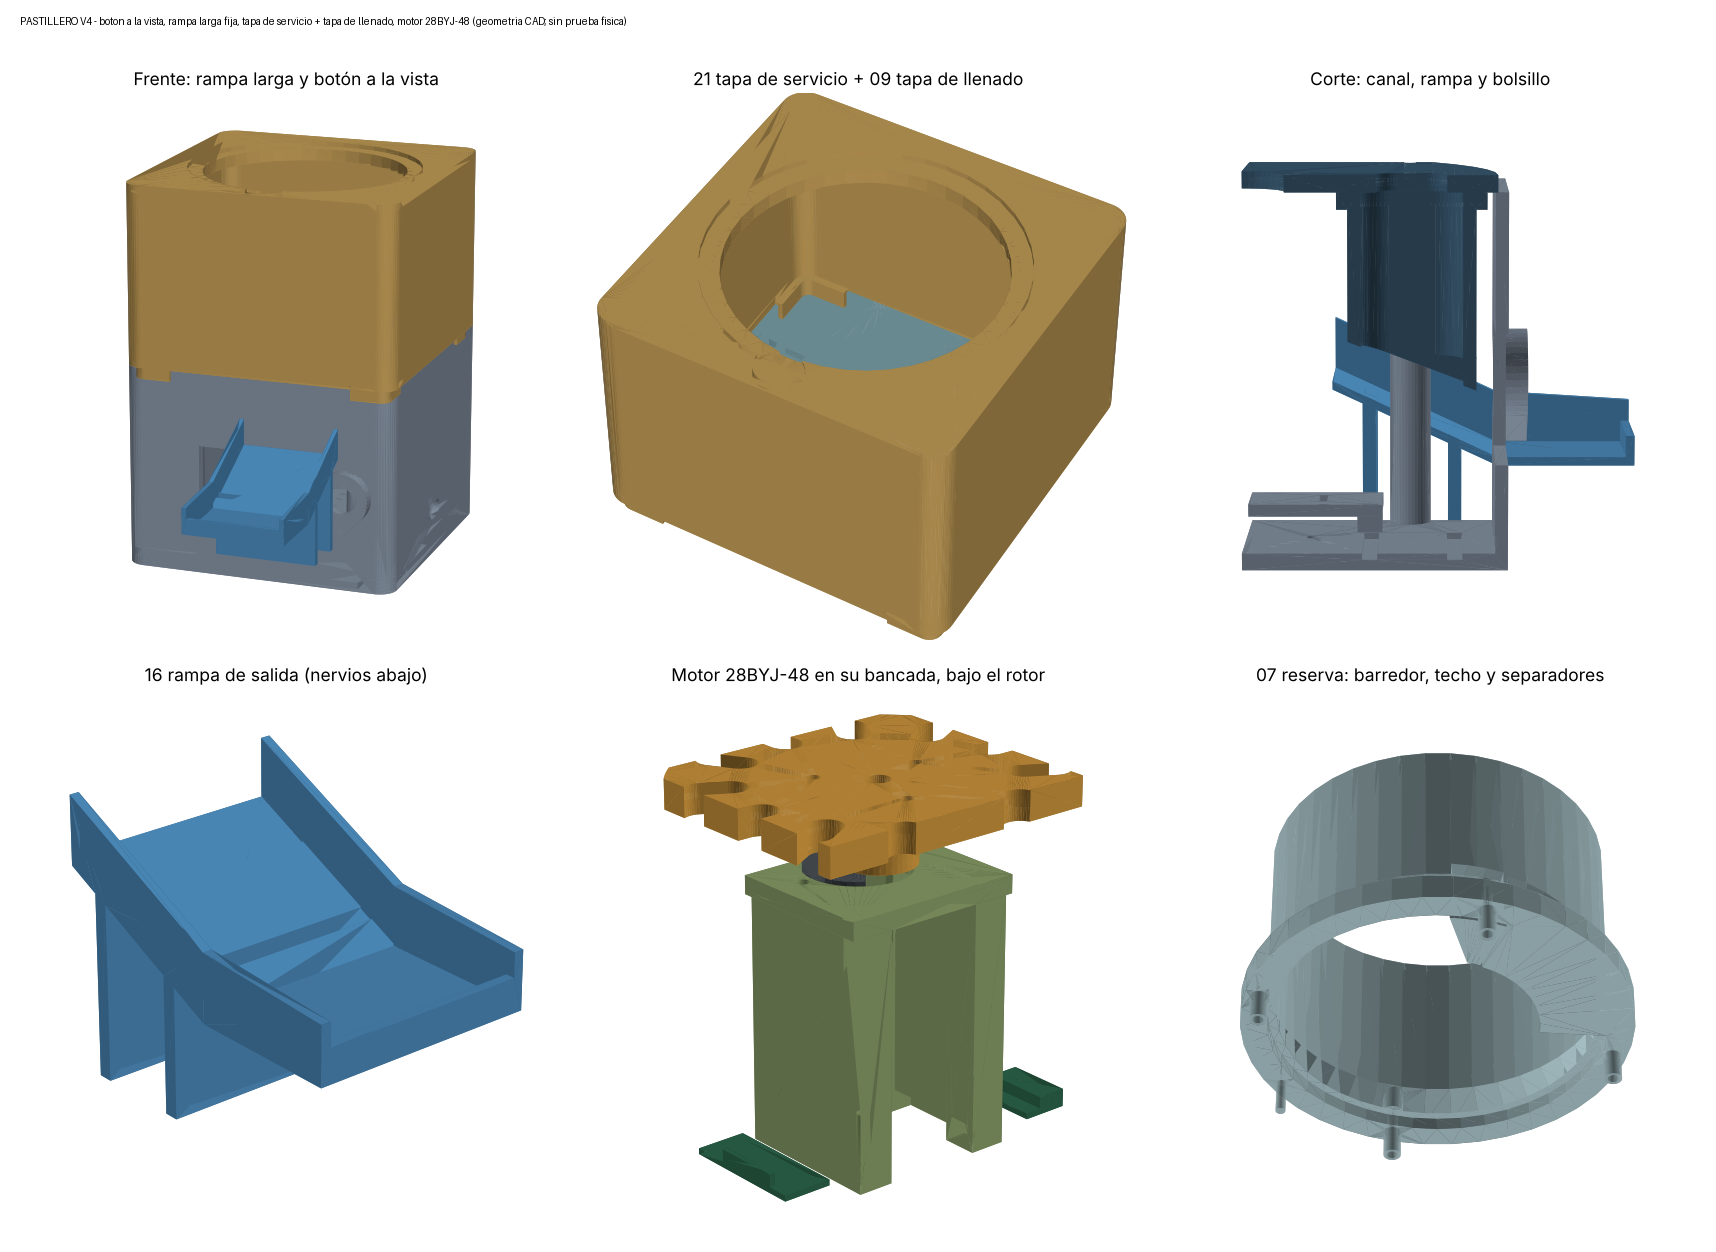 PASTILLERO V4 - boton a la vista, rampa larga fija, tapa de servicio + tapa de llenado, motor 28BYJ-48 (geometria CAD; sin prueba fisica)
Frente: rampa larga y botón a la vista
21 tapa de servicio + 09 tapa de llenado
Corte: canal, rampa y bolsillo
16 rampa de salida (nervios abajo)
Motor 28BYJ-48 en su bancada, bajo el rotor
07 reserva: barredor, techo y separadores